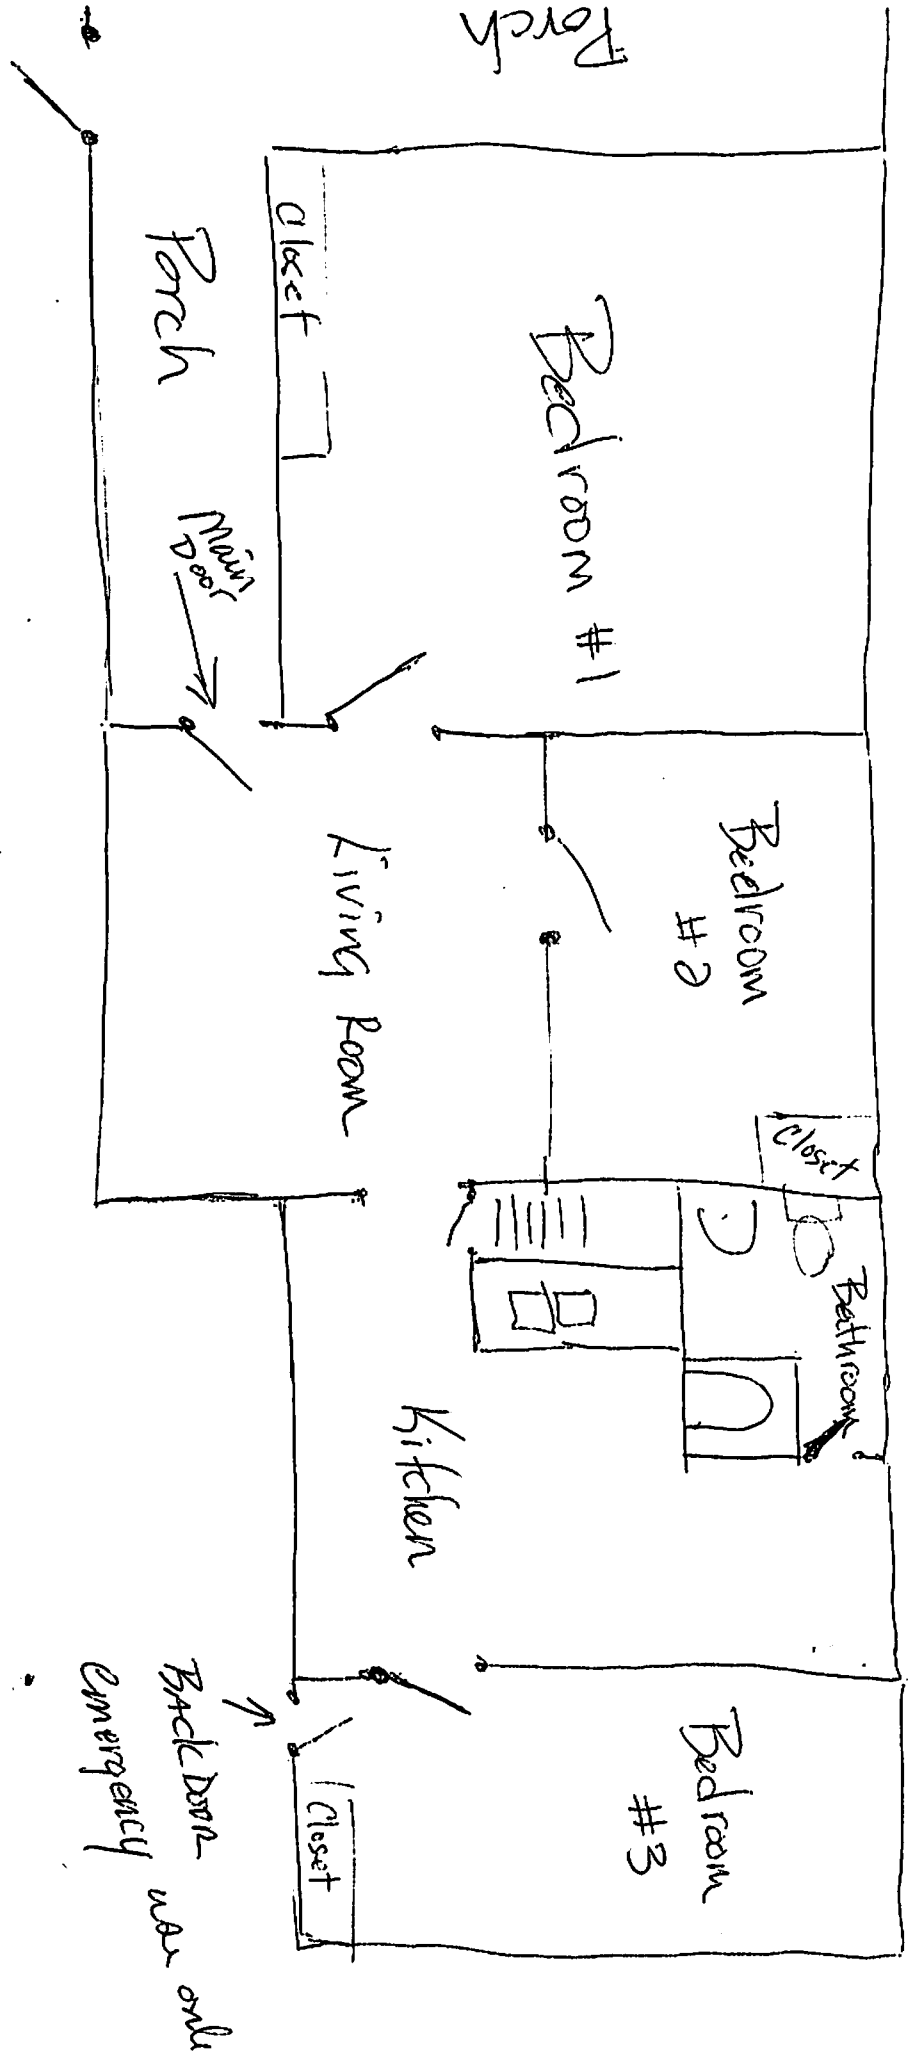 Porch
Porch
Closet
Bedroom #1
Main
Door
Living Room
Bedroom
#2
Closet
Bathroom
Kitchen
Bedroom
#3
Closet
BACK DOOR
Emergency use only